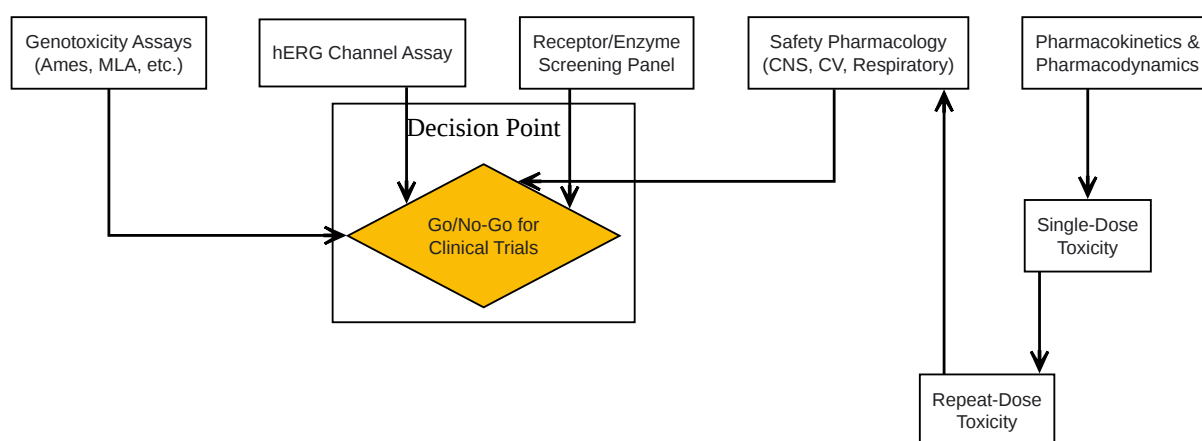 Genotoxicity Assays
(Ames, MLA, etc.)
hERG Channel Assay
Receptor/Enzyme
Screening Panel
Safety Pharmacology
(CNS, CV, Respiratory)
Pharmacokinetics &
Pharmacodynamics
Decision Point
Go/No-Go for
Clinical Trials
Single-Dose
Toxicity
Repeat-Dose
Toxicity